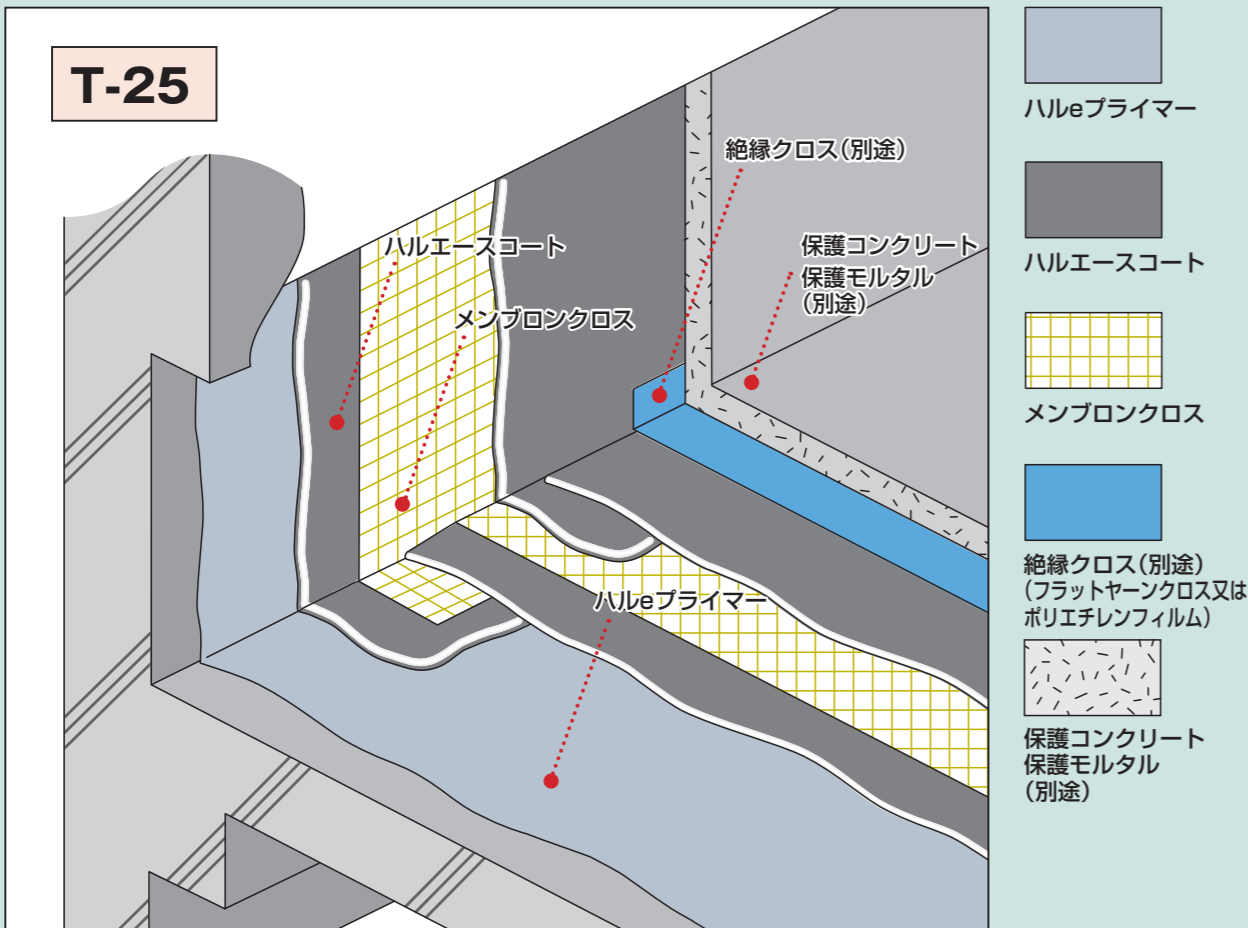 T-25
絶縁クロス(別途)
保護コンクリート
保護モルタル
(別途)
ハルエースコート
メンブロンクロス
ハルeプライマー
ハルeプライマー
ハルエースコート
メンブロンクロス
絶縁クロス(別途)
(フラットヤーンクロス又は
ポリエチレンフィルム)
保護コンクリート
保護モルタル
(別途)